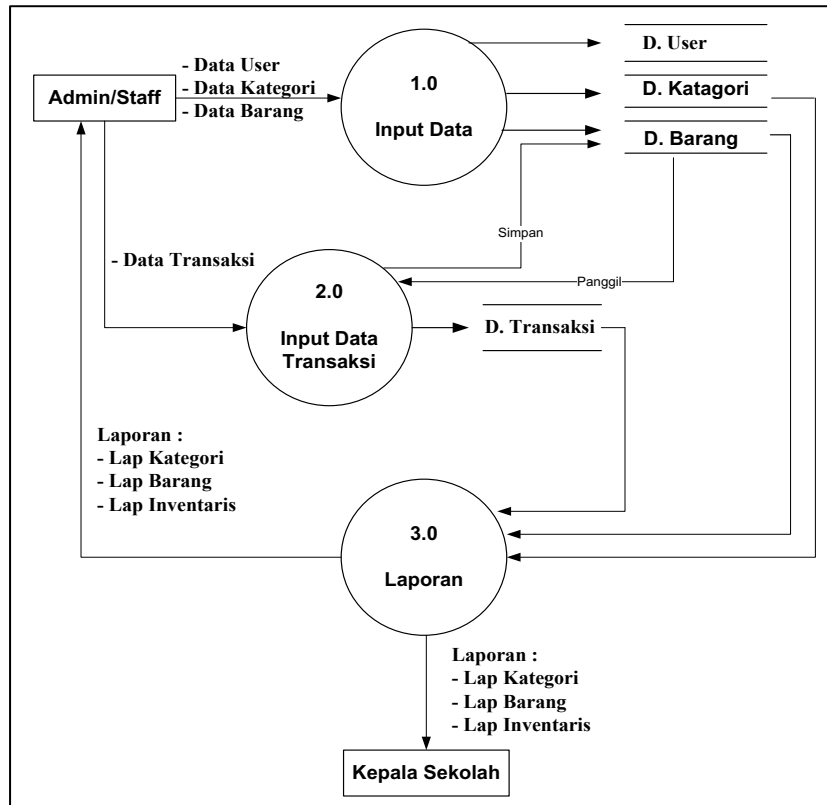 Admin/Staff
- Data User
- Data Kategori
- Data Barang
1.0
Input Data
D. User
D. Katagori
D. Barang
Simpan
- Data Transaksi
Panggil
2.0
Input Data
Transaksi
D. Transaksi
Laporan :
- Lap Kategori
- Lap Barang
- Lap Inventaris
3.0
Laporan
Laporan :
- Lap Kategori
- Lap Barang
- Lap Inventaris
Kepala Sekolah